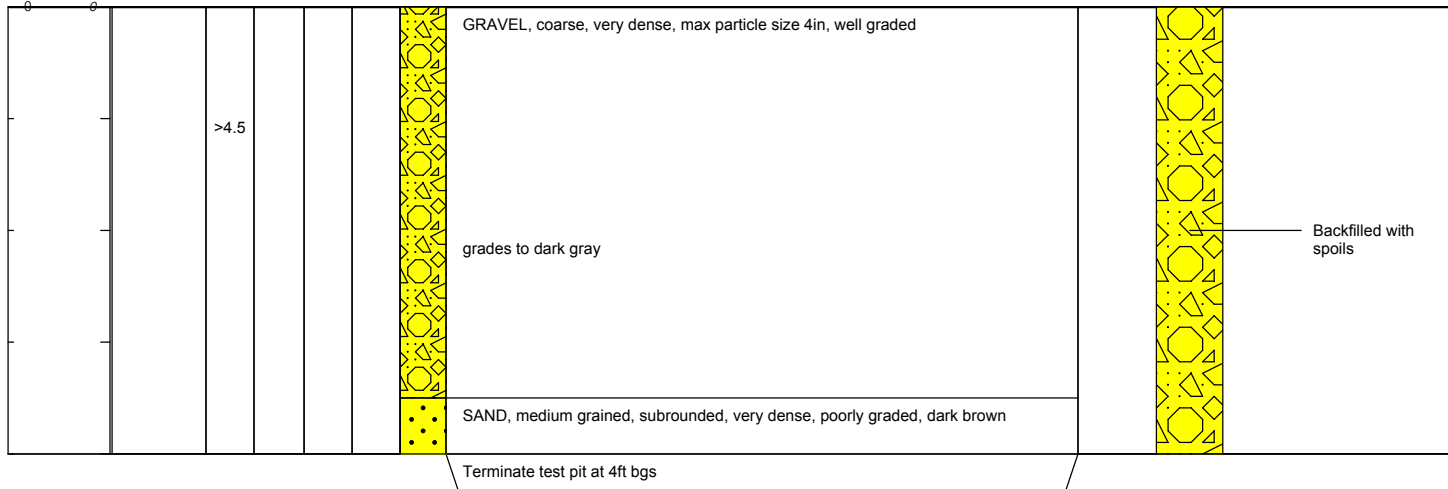 0 0
GRAVEL, coarse, very dense, max particle size 4in, well graded
>4.5
grades to dark gray
Backfilled with
spoils
SAND, medium grained, subrounded, very dense, poorly graded, dark brown
Terminate test pit at 4ft bgs